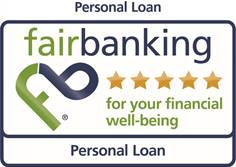 Personal Loan
fairbanking
®
for your financial
well-being
Personal Loan